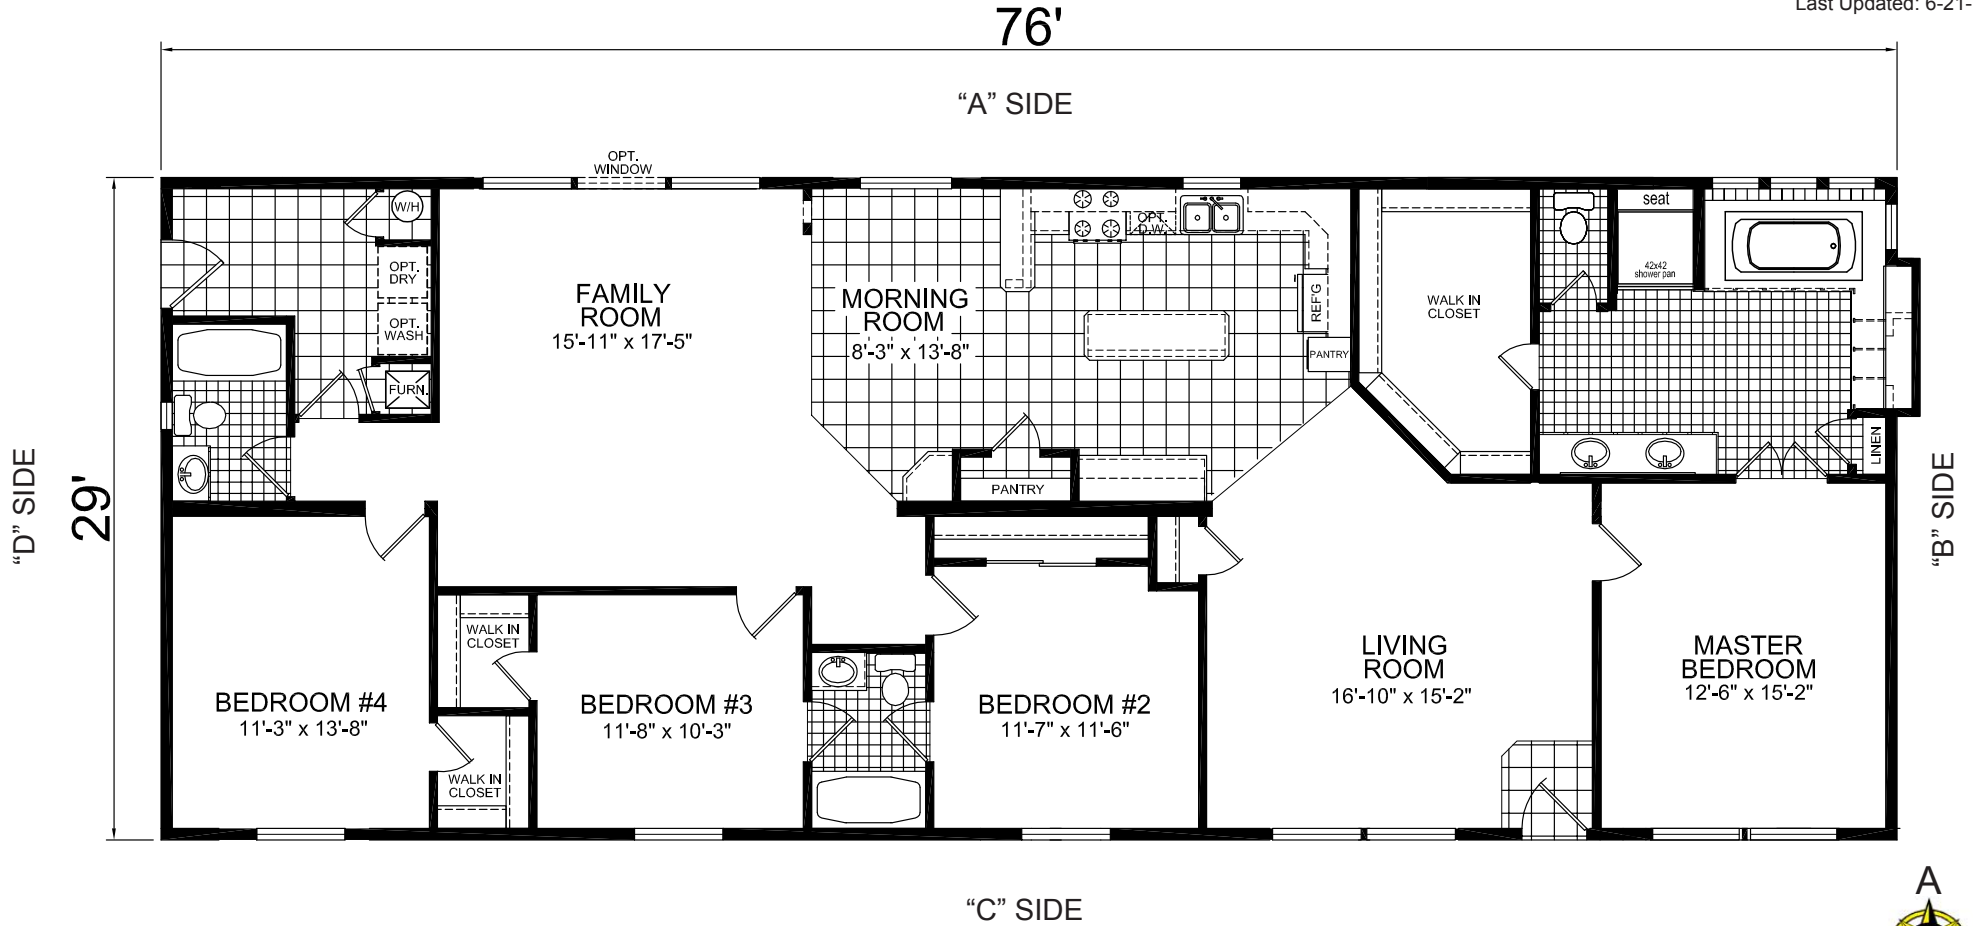 Last Updated: 6-21-
76'
“A” SIDE
OPT.
WINDOW
W/H
OPT.
DRY
OPT.
WASH
FURN.
FAMILY
ROOM
15'-11" x 17'-5"
MORNING
ROOM
8'-3" x 13'-8"
OPT.
D.W.
REF'G
PANTRY
PANTRY
WALK IN
CLOSET
seat
42x42
shower pan
LINEN
“D” SIDE
29'
“B” SIDE
BEDROOM #4
11'-3" x 13'-8"
WALK IN
CLOSET
WALK IN
CLOSET
BEDROOM #3
11'-8" x 10'-3"
BEDROOM #2
11'-7" x 11'-6"
LIVING
ROOM
16'-10" x 15'-2"
MASTER
BEDROOM
12'-6" x 15'-2"
“C” SIDE
A